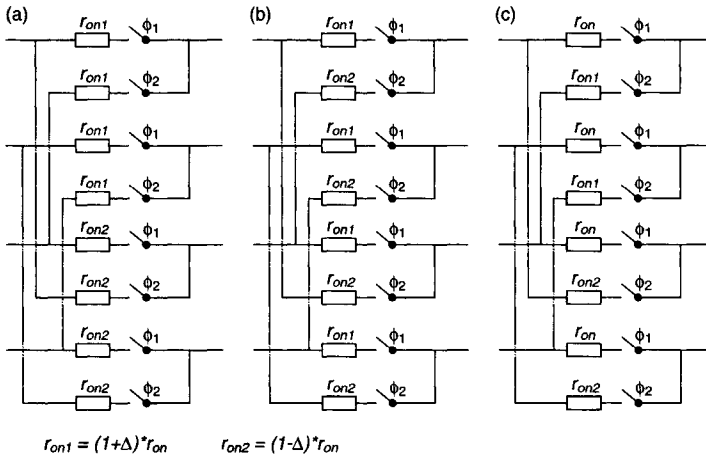 (a) (b) (c)
r_on1 ϕ1 r_on1 ϕ1 r_on ϕ1
r_on1 ϕ2 r_on2 ϕ2 r_on1 ϕ2
r_on1 ϕ1 r_on1 ϕ1 r_on ϕ1
r_on1 ϕ2 r_on2 ϕ2 r_on1 ϕ2
r_on2 ϕ1 r_on1 ϕ1 r_on ϕ1
r_on2 ϕ2 r_on2 ϕ2 r_on2 ϕ2
r_on2 ϕ1 r_on1 ϕ1 r_on ϕ1
r_on2 ϕ2 r_on2 ϕ2 r_on2 ϕ2
r_on1 = (1+Δ)*r_on r_on2 = (1-Δ)*r_on